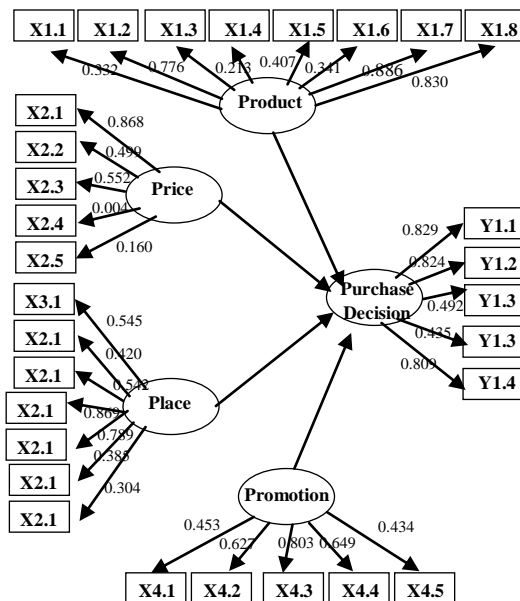 X1.1 X1.2 X1.3 X1.4 X1.5 X1.6 X1.7 X1.8
0.332 0.776 0.213 0.407 0.341 0.886 0.830
Product
X2.1
0.868
X2.2
0.499
X2.3
0.552
X2.4
0.004
X2.5
0.160
Price
Y1.1
0.829
Y1.2
0.824
Y1.3
0.492
Y1.3
0.435
Y1.4
0.809
Purchase
Decision
X3.1
0.545
X2.1
0.420
X2.1
0.542
X2.1
0.869
X2.1
0.789
X2.1
0.385
X2.1
0.304
Place
Promotion
0.453 0.627 0.803 0.649 0.434
X4.1 X4.2 X4.3 X4.4 X4.5